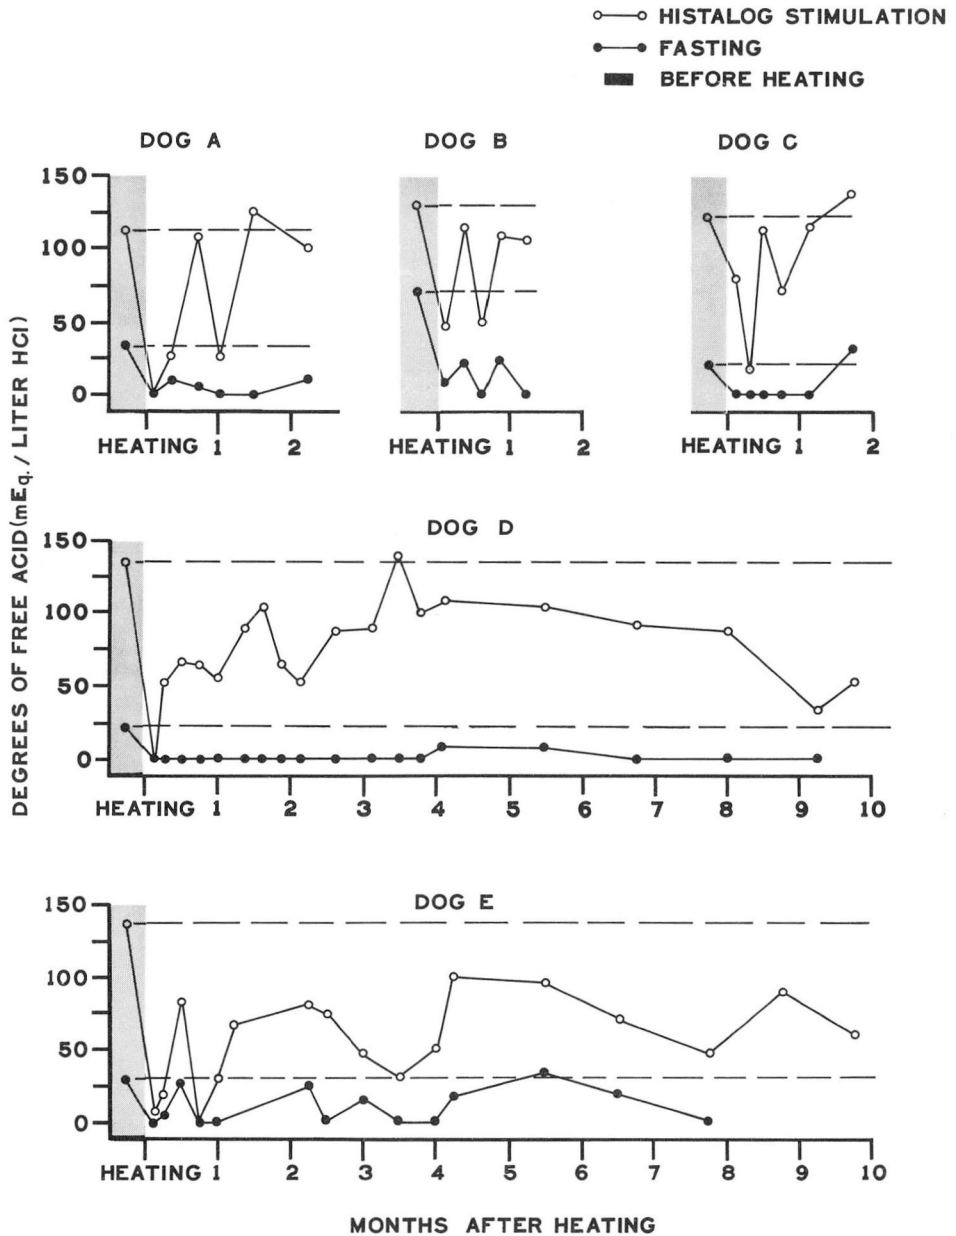 HISTALOG STIMULATION
FASTING
BEFORE HEATING
DOG A
DOG B
DOG C
150
100
50
0
HEATING 1 2
HEATING 1 2
HEATING 1 2
DEGREES OF FREE ACID (mEq. / LITER HCl)
DOG D
150
100
50
0
HEATING 1 2 3 4 5 6 7 8 9 10
DOG E
150
100
50
0
HEATING 1 2 3 4 5 6 7 8 9 10
MONTHS AFTER HEATING